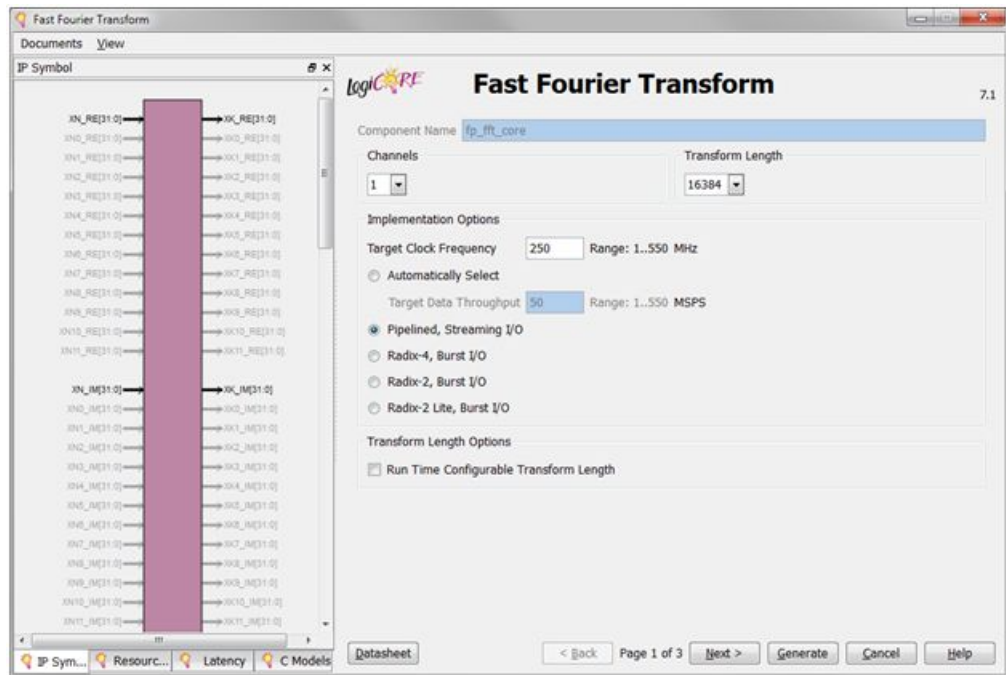 Fast Fourier Transform
Documents View
IP Symbol
XN_RE[31:0] XK_RE[31:0]
XN0_RE[31:0] XK0_RE[31:0]
XN1_RE[31:0] XK1_RE[31:0]
XN2_RE[31:0] XK2_RE[31:0]
XN3_RE[31:0] XK3_RE[31:0]
XN4_RE[31:0] XK4_RE[31:0]
XN5_RE[31:0] XK5_RE[31:0]
XN6_RE[31:0] XK6_RE[31:0]
XN7_RE[31:0] XK7_RE[31:0]
XN8_RE[31:0] XK8_RE[31:0]
XN9_RE[31:0] XK9_RE[31:0]
XN10_RE[31:0] XK10_RE[31:0]
XN11_RE[31:0] XK11_RE[31:0]
XN_IM[31:0] XK_IM[31:0]
XN0_IM[31:0] XK0_IM[31:0]
XN1_IM[31:0] XK1_IM[31:0]
XN2_IM[31:0] XK2_IM[31:0]
XN3_IM[31:0] XK3_IM[31:0]
XN4_IM[31:0] XK4_IM[31:0]
XN5_IM[31:0] XK5_IM[31:0]
XN6_IM[31:0] XK6_IM[31:0]
XN7_IM[31:0] XK7_IM[31:0]
XN8_IM[31:0] XK8_IM[31:0]
XN9_IM[31:0] XK9_IM[31:0]
XN10_IM[31:0] XK10_IM[31:0]
XN11_IM[31:0] XK11_IM[31:0]
IP Sym... Resourc... Latency C Models
LogiCORE Fast Fourier Transform 7.1
Component Name fp_fft_core
Channels Transform Length
1 16384
Implementation Options
Target Clock Frequency 250 Range: 1..550 MHz
Automatically Select
Target Data Throughput 50 Range: 1..550 MSPS
Pipelined, Streaming I/O
Radix-4, Burst I/O
Radix-2, Burst I/O
Radix-2 Lite, Burst I/O
Transform Length Options
Run Time Configurable Transform Length
Datasheet < Back Page 1 of 3 Next > Generate Cancel Help